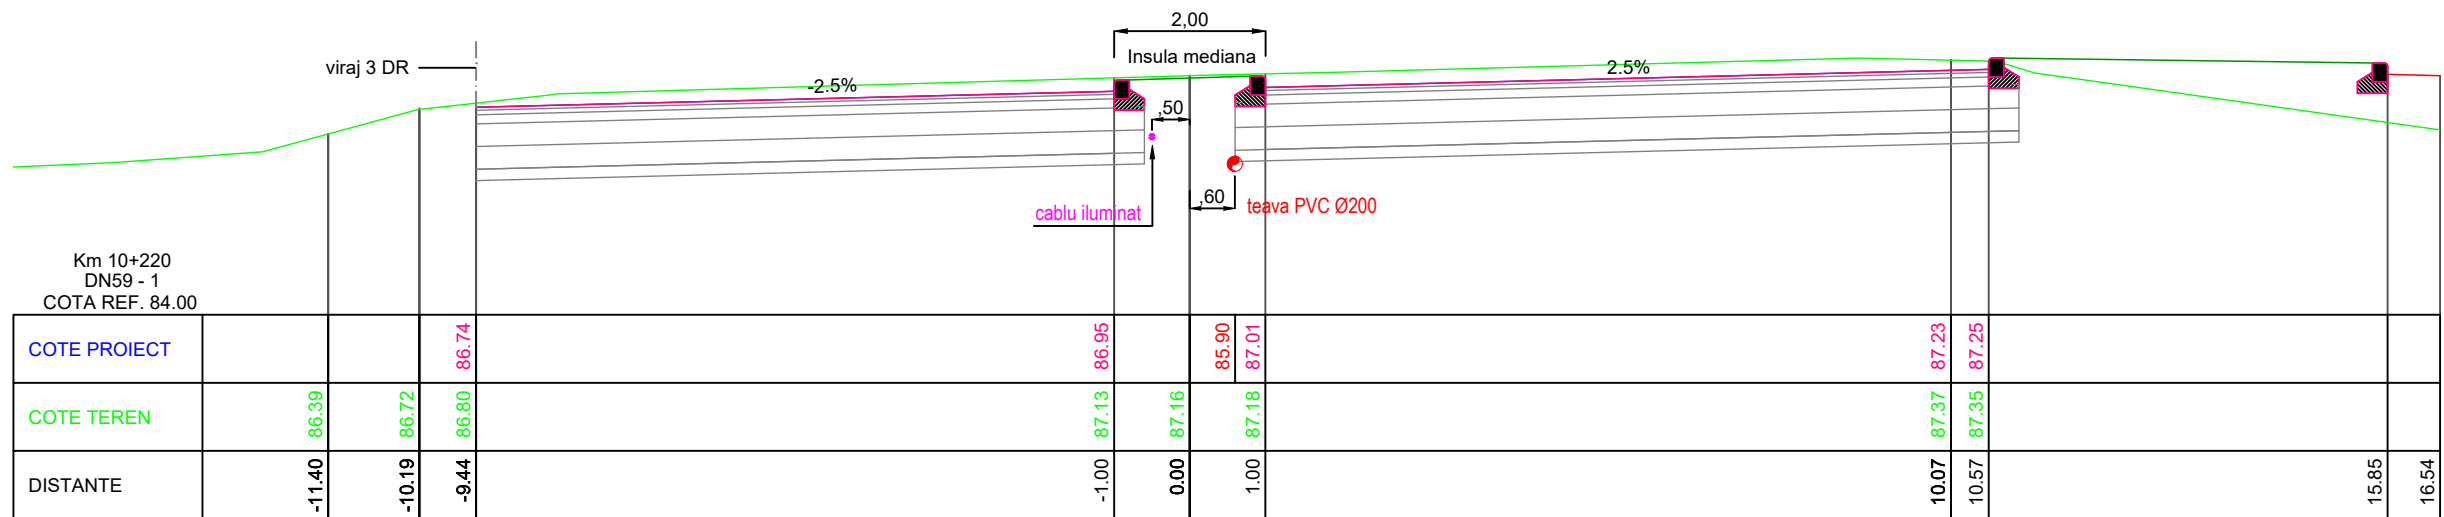 2,00
Insula mediana
viraj 3 DR
-2.5%
2.5%
,50
,60
cablu iluminat
teava PVC Ø200
Km 10+220
DN59 - 1
COTA REF. 84.00
COTE PROIECT 86.74 86.95 85.90 87.01 87.23 87.25
COTE TEREN 86.39 86.72 86.80 87.13 87.16 87.18 87.37 87.35
DISTANTE -11.40 -10.19 -9.44 -1.00 0.00 1.00 10.07 10.57 15.85 16.54